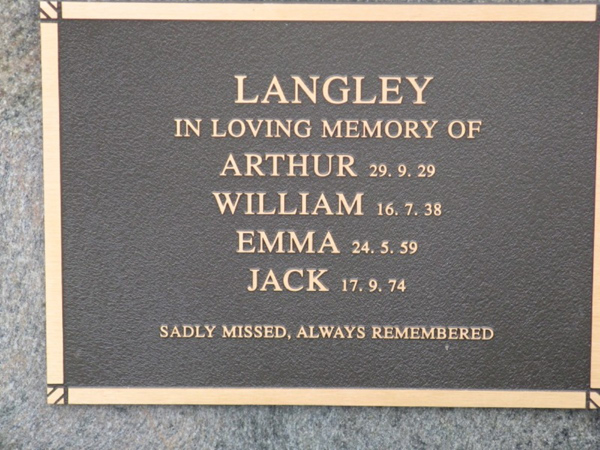 LANGLEY
IN LOVING MEMORY OF
ARTHUR 29. 9. 29
WILLIAM 16. 7. 38
EMMA 24. 5. 59
JACK 17. 9. 74
SADLY MISSED, ALWAYS REMEMBERED